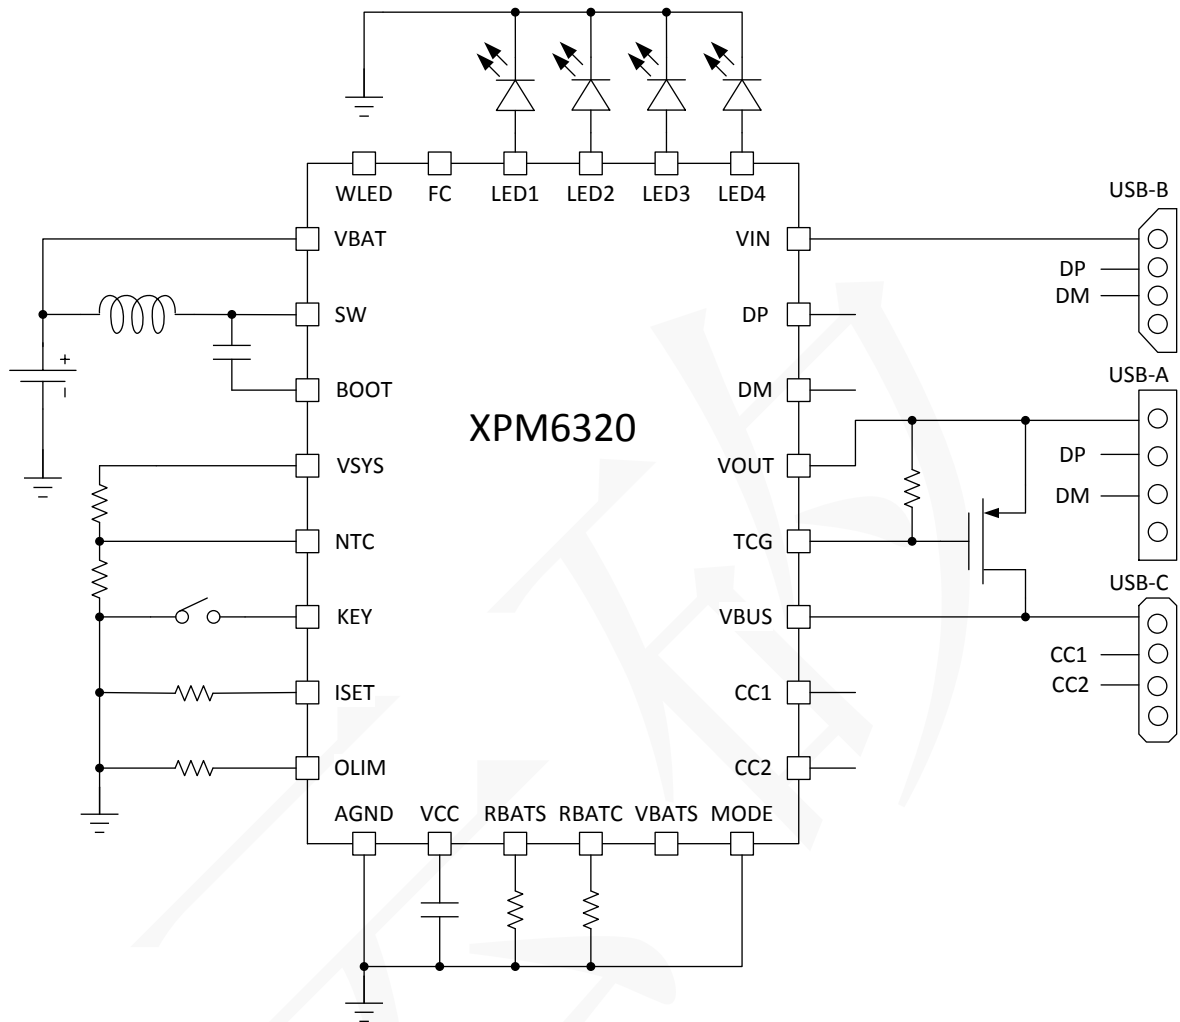 WLED FC LED1 LED2 LED3 LED4
USB-B
VBAT VIN
DP
DM
SW DP
+
-
BOOT DM
USB-A
XPM6320
VSYS VOUT
DP
DM
NTC TCG
USB-C
KEY VBUS
CC1
CC2
ISET CC1
OLIM CC2
AGND VCC RBATS RBATC VBATS MODE